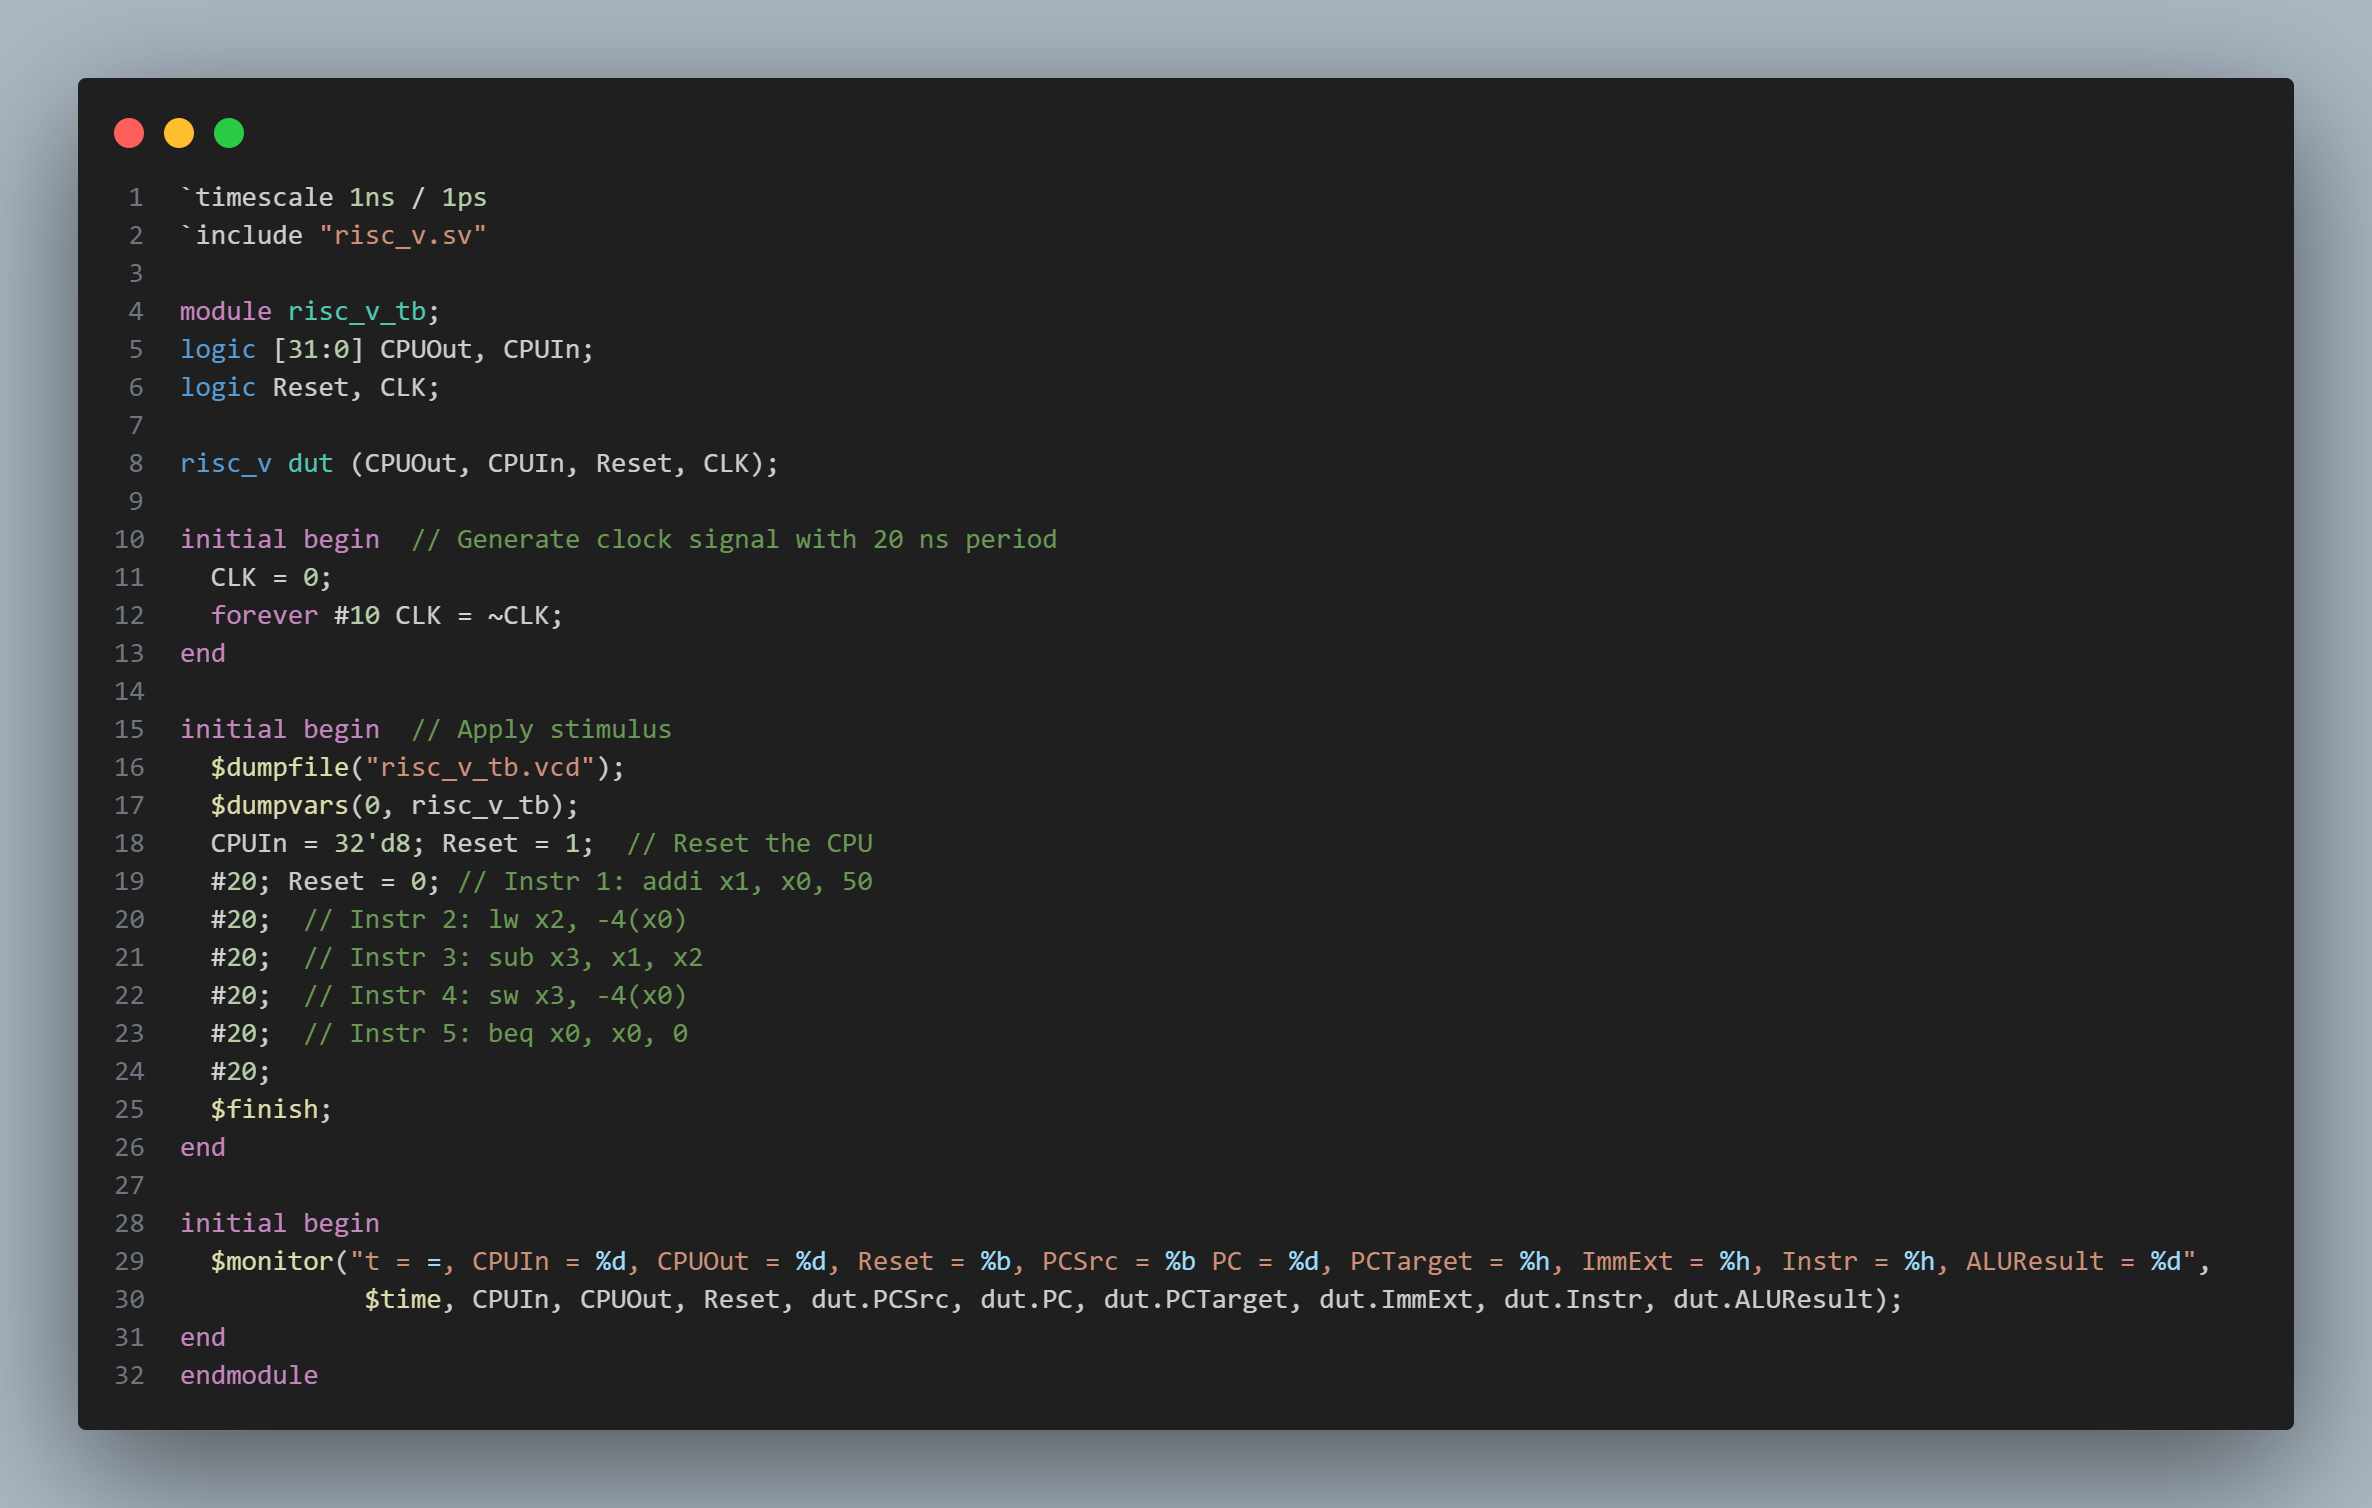 1 `timescale 1ns / 1ps
2 `include "risc_v.sv"
3
4 module risc_v_tb;
5 logic [31:0] CPUOut, CPUIn;
6 logic Reset, CLK;
7
8 risc_v dut (CPUOut, CPUIn, Reset, CLK);
9
10 initial begin  // Generate clock signal with 20 ns period
11   CLK = 0;
12   forever #10 CLK = ~CLK;
13 end
14
15 initial begin  // Apply stimulus
16   $dumpfile("risc_v_tb.vcd");
17   $dumpvars(0, risc_v_tb);
18   CPUIn = 32'd8; Reset = 1;  // Reset the CPU
19   #20; Reset = 0; // Instr 1: addi x1, x0, 50
20   #20;  // Instr 2: lw x2, -4(x0)
21   #20;  // Instr 3: sub x3, x1, x2
22   #20;  // Instr 4: sw x3, -4(x0)
23   #20;  // Instr 5: beq x0, x0, 0
24   #20;
25   $finish;
26 end
27
28 initial begin
29   $monitor("t = =, CPUIn = %d, CPUOut = %d, Reset = %b, PCSrc = %b PC = %d, PCTarget = %h, ImmExt = %h, Instr = %h, ALUResult = %d",
30             $time, CPUIn, CPUOut, Reset, dut.PCSrc, dut.PC, dut.PCTarget, dut.ImmExt, dut.Instr, dut.ALUResult);
31 end
32 endmodule